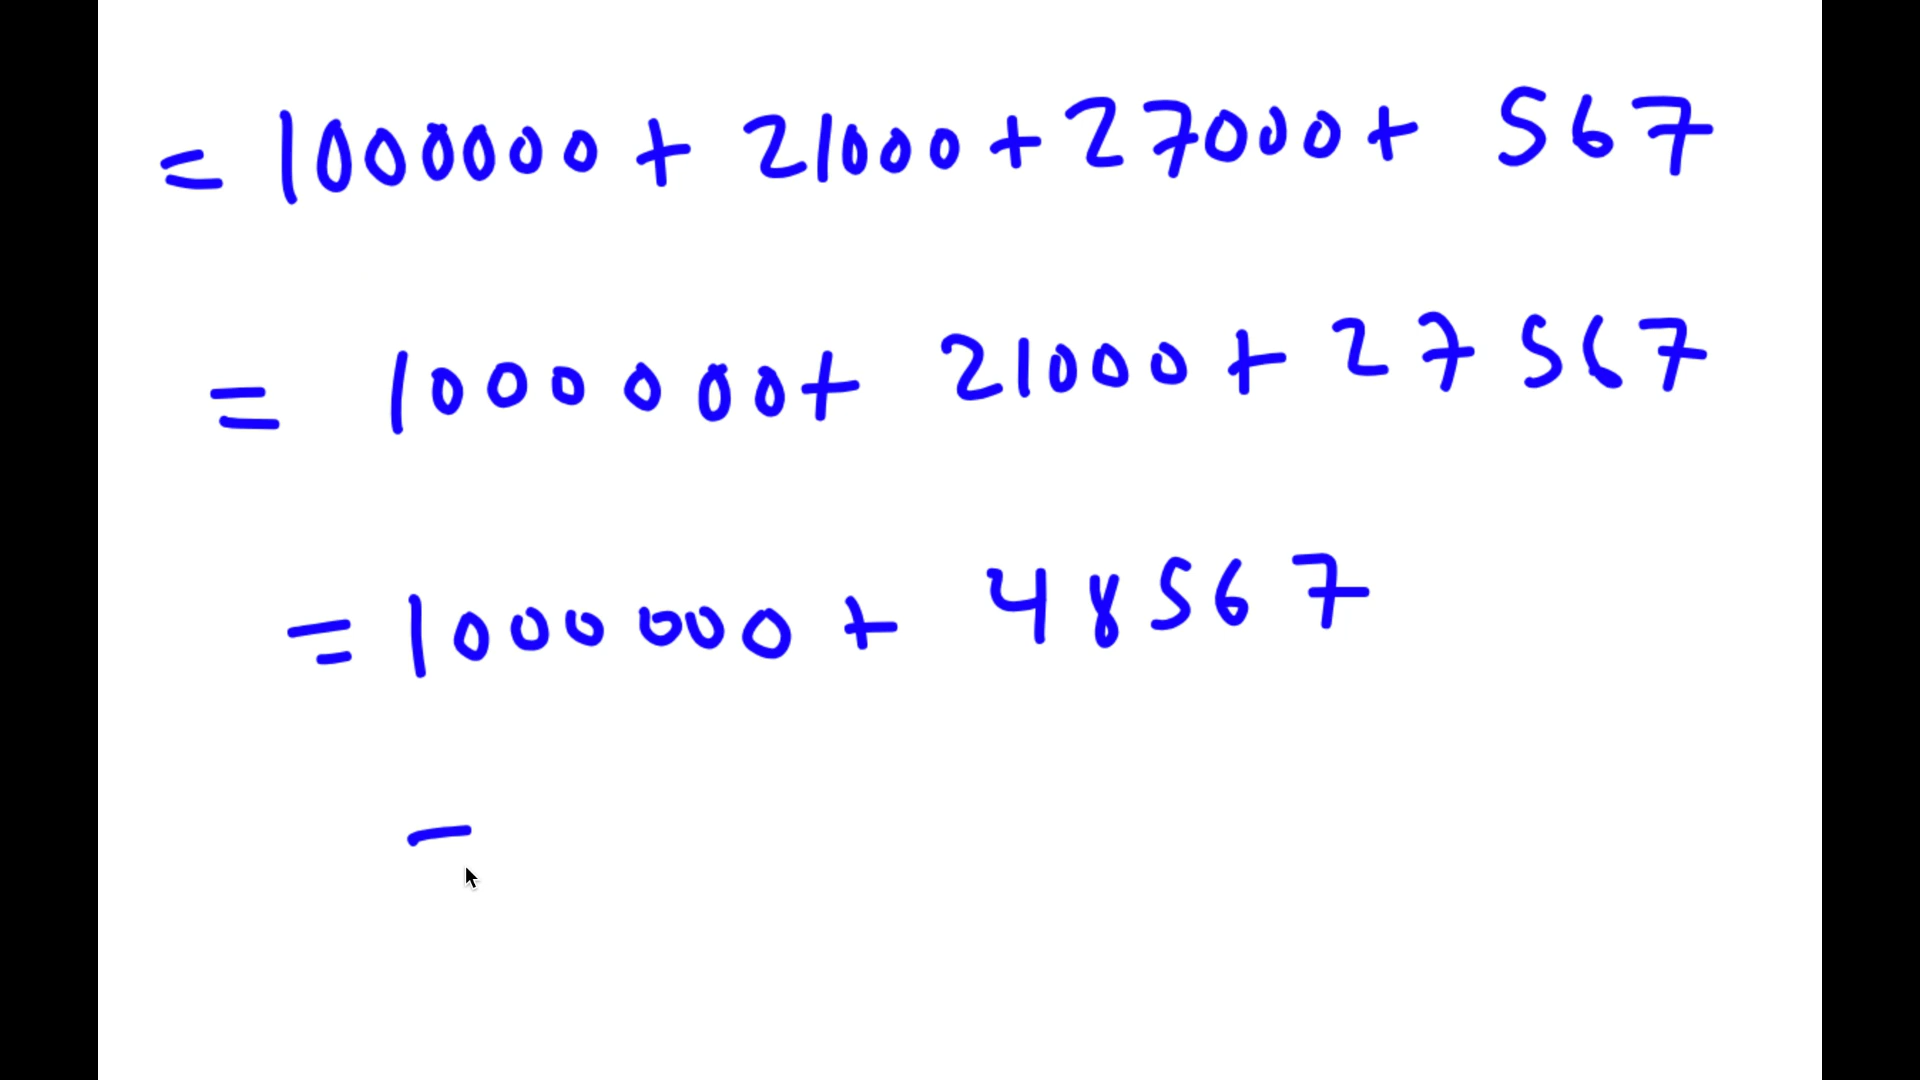 = 1000000 + 21000 + 27000 + 567
= 1000000 + 21000 + 27567
= 1000000 + 48567